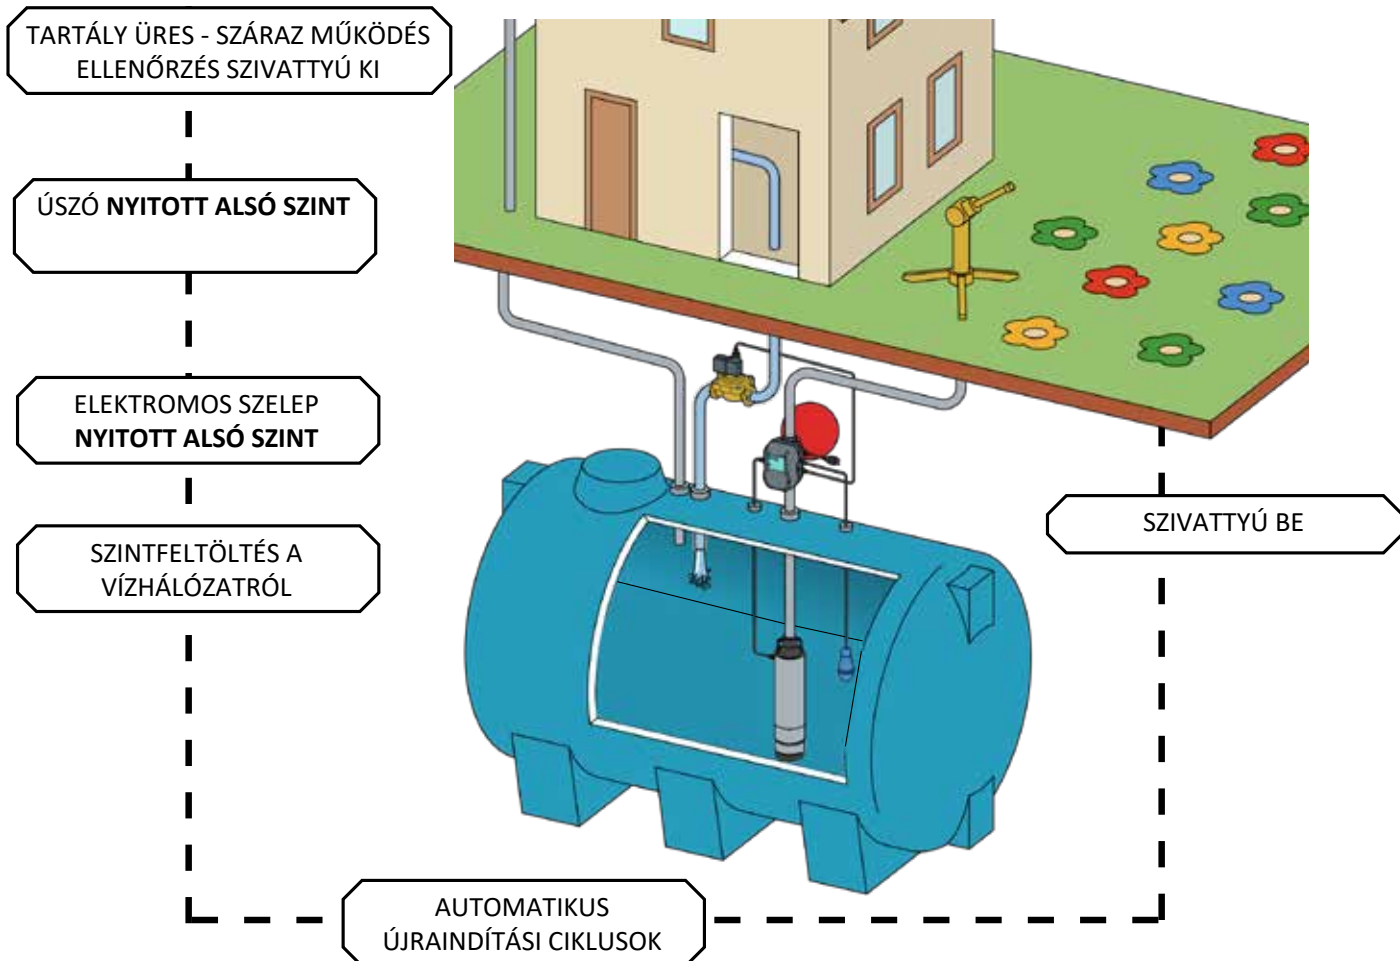 TARTÁLY ÜRES - SZÁRAZ MŰKÖDÉS
ELLENŐRZÉS SZIVATTYÚ KI
ÚSZÓ NYITOTT ALSÓ SZINT
ELEKTROMOS SZELEP
NYITOTT ALSÓ SZINT
SZINTFELTÖLTÉS A
VÍZHÁLÓZATRÓL
AUTOMATIKUS
ÚJRAINDÍTÁSI CIKLUSOK
SZIVATTYÚ BE